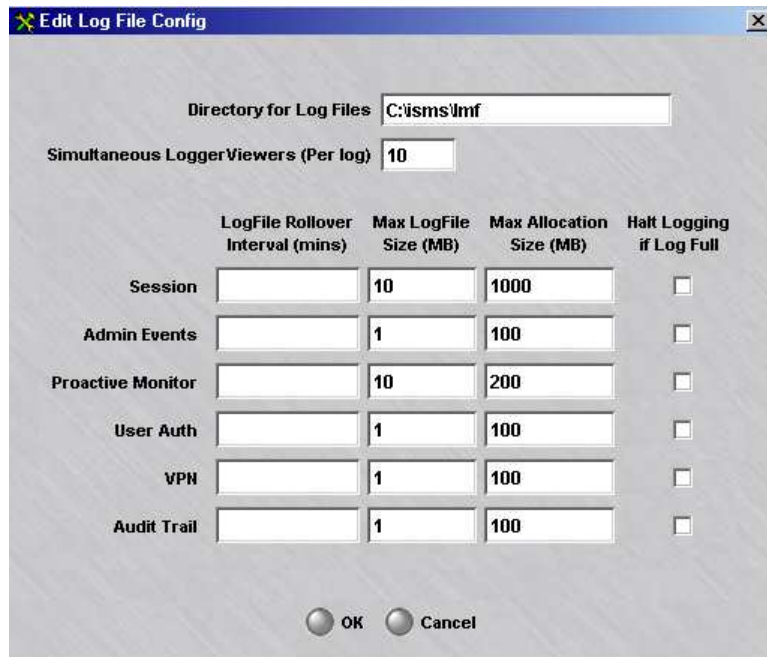 Edit Log File Config
Directory for Log Files C:\isms\lmf
Simultaneous LoggerViewers (Per log) 10
LogFile Rollover Interval (mins) Max LogFile Size (MB) Max Allocation Size (MB) Halt Logging if Log Full
Session 10 1000
Admin Events 1 100
Proactive Monitor 10 200
User Auth 1 100
VPN 1 100
Audit Trail 1 100
OK Cancel